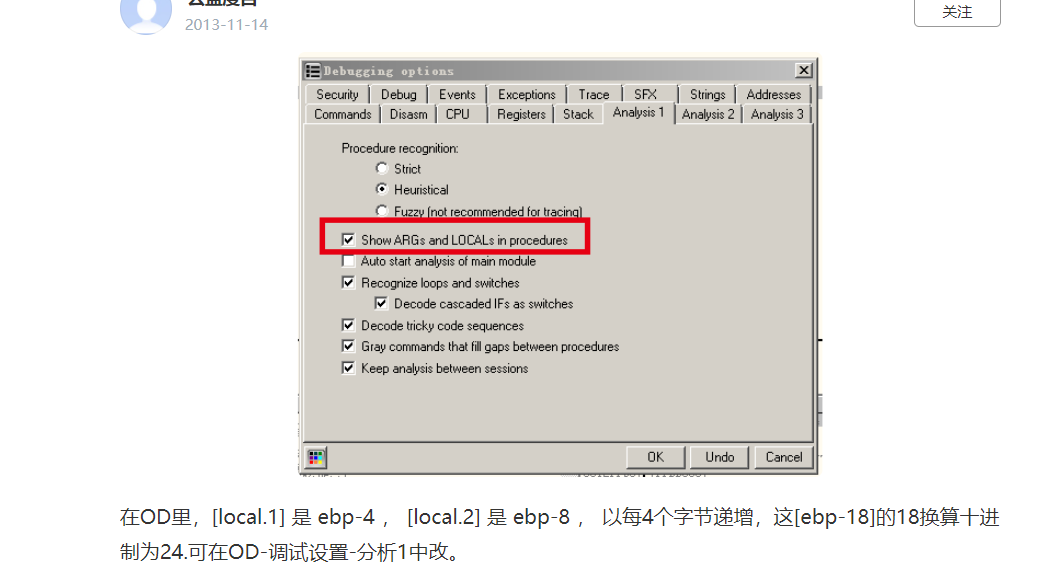 2013-11-14
关注
Debugging options
Security Debug Events Exceptions Trace SFX Strings Addresses
Commands Disasm CPU Registers Stack Analysis 1 Analysis 2 Analysis 3
Procedure recognition:
Strict
Heuristical
Fuzzy (not recommended for tracing)
Show ARGs and LOCALs in procedures
Auto start analysis of main module
Recognize loops and switches
Decode cascaded IFs as switches
Decode tricky code sequences
Gray commands that fill gaps between procedures
Keep analysis between sessions
OK Undo Cancel
在OD里，[local.1] 是 ebp-4 ， [local.2] 是 ebp-8 ， 以每4个字节递增，这[ebp-18]的18换算十进
制为24.可在OD-调试设置-分析1中改。